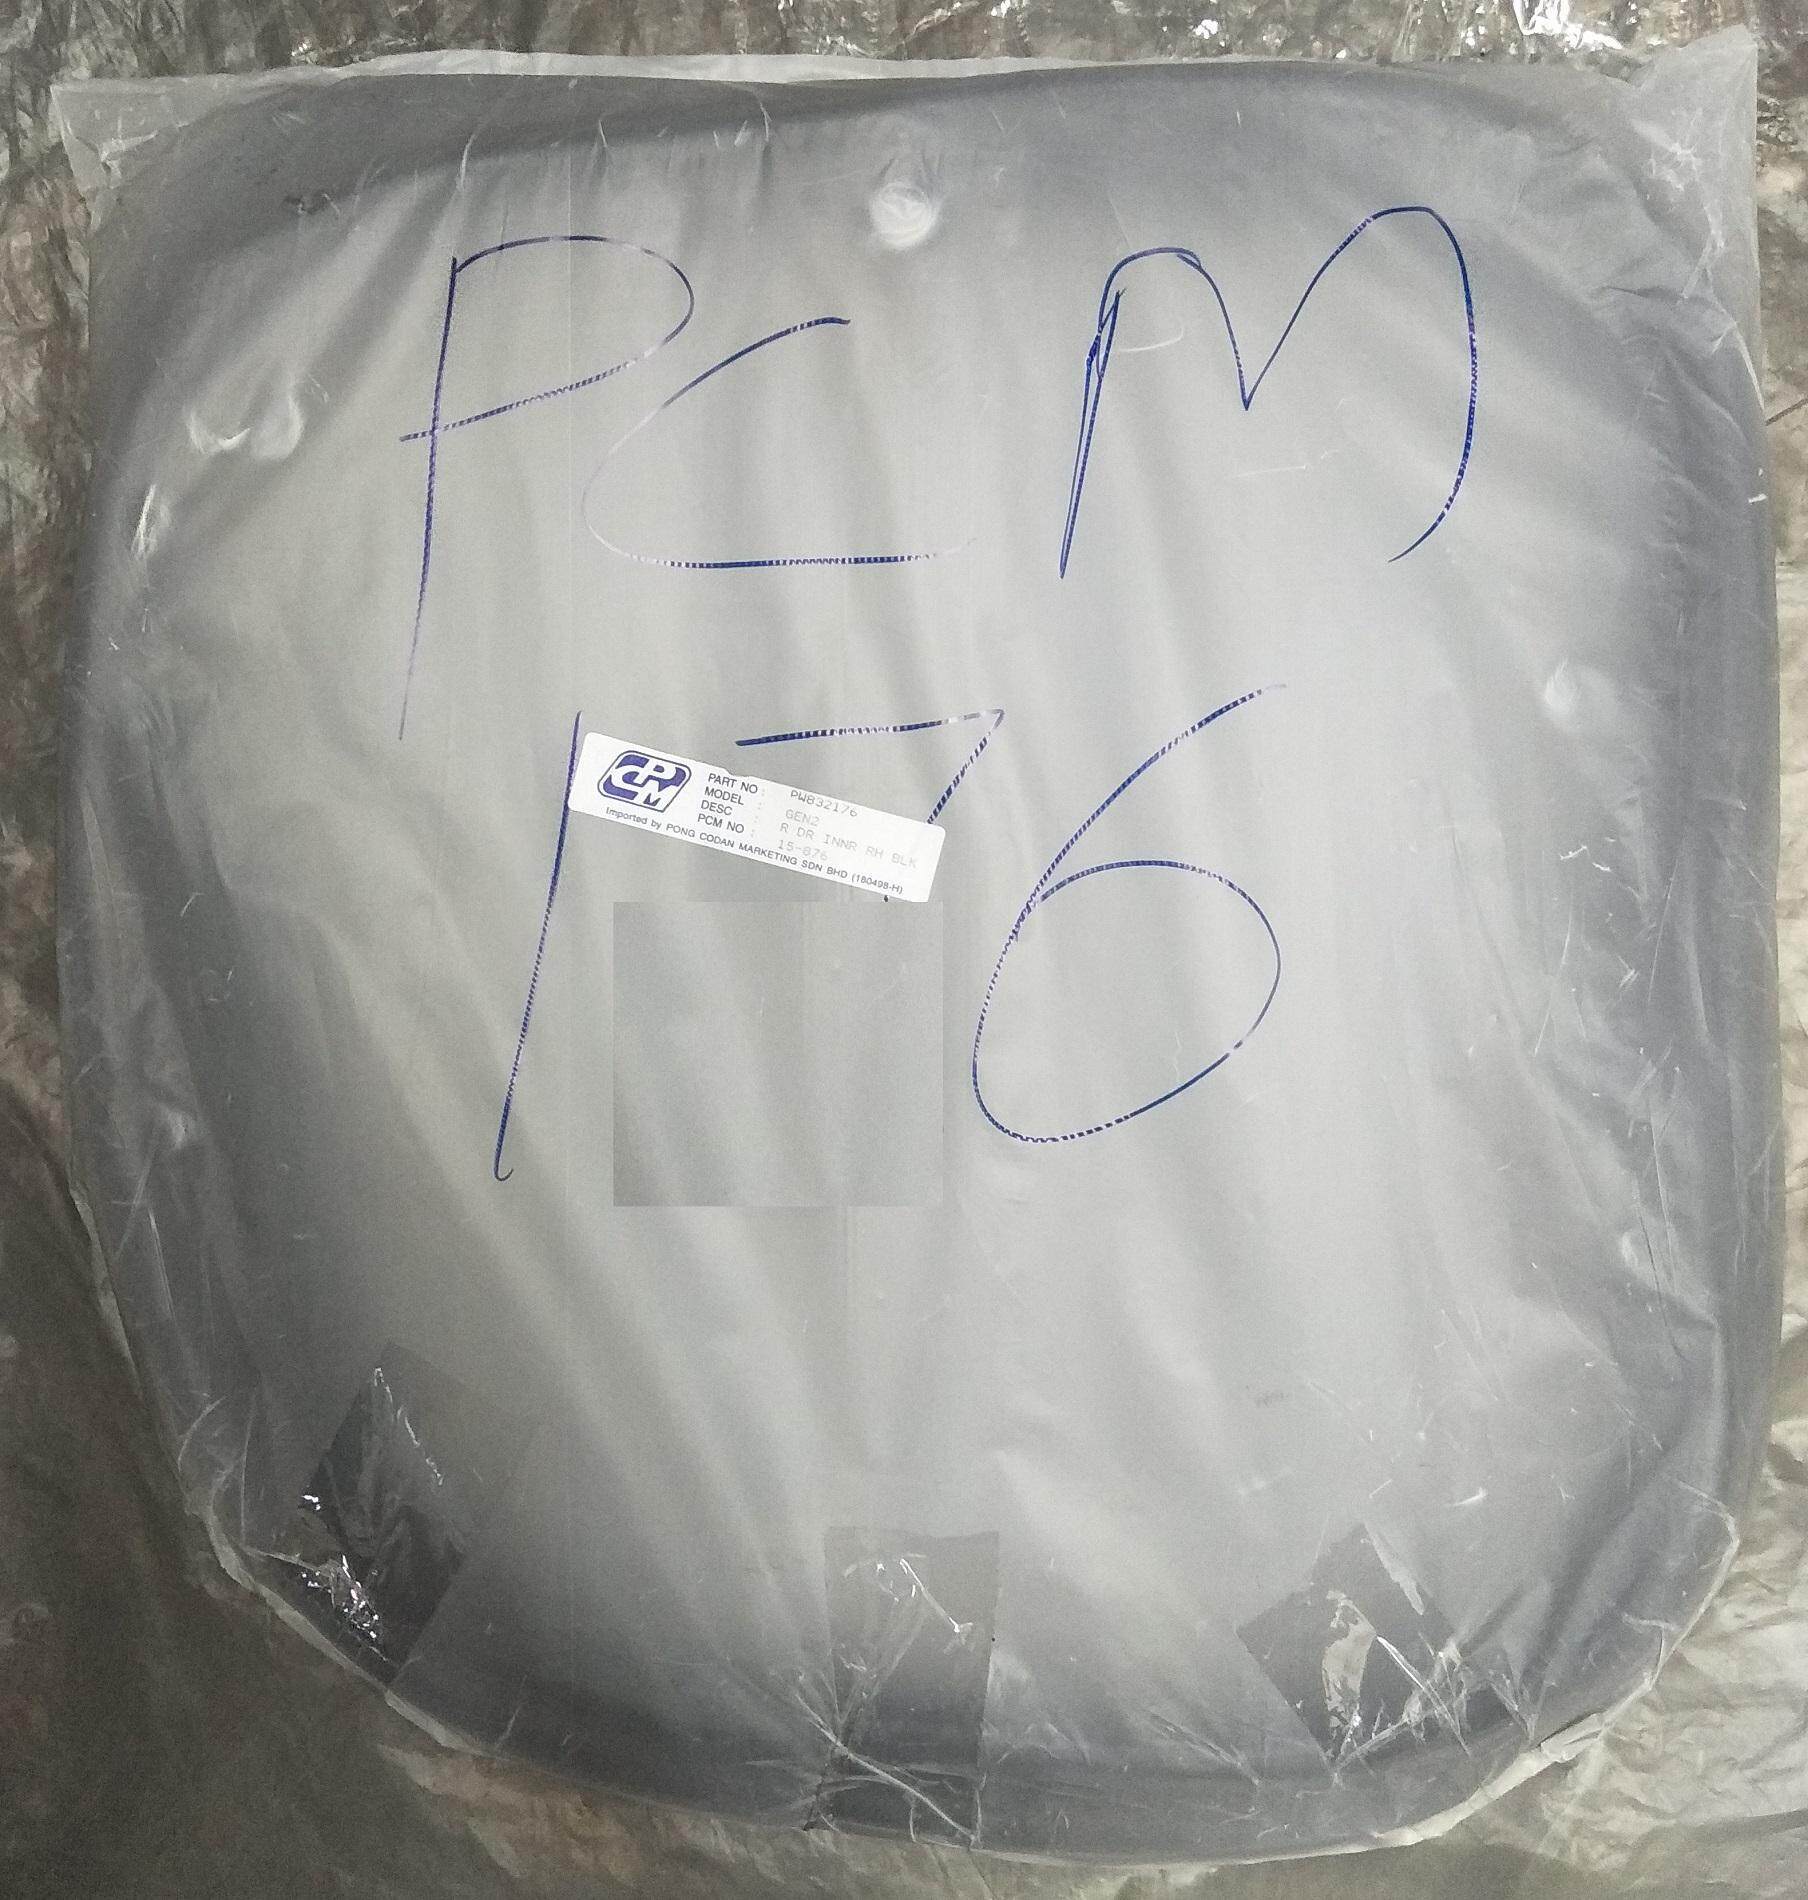 PCM
176
PCM
PART NO : PW832176
MODEL : GEN2
DESC : R DR INNR RH BLK
PCM NO : 15-876
Imported by PONG CODAN MARKETING SDN BHD (180498-H)